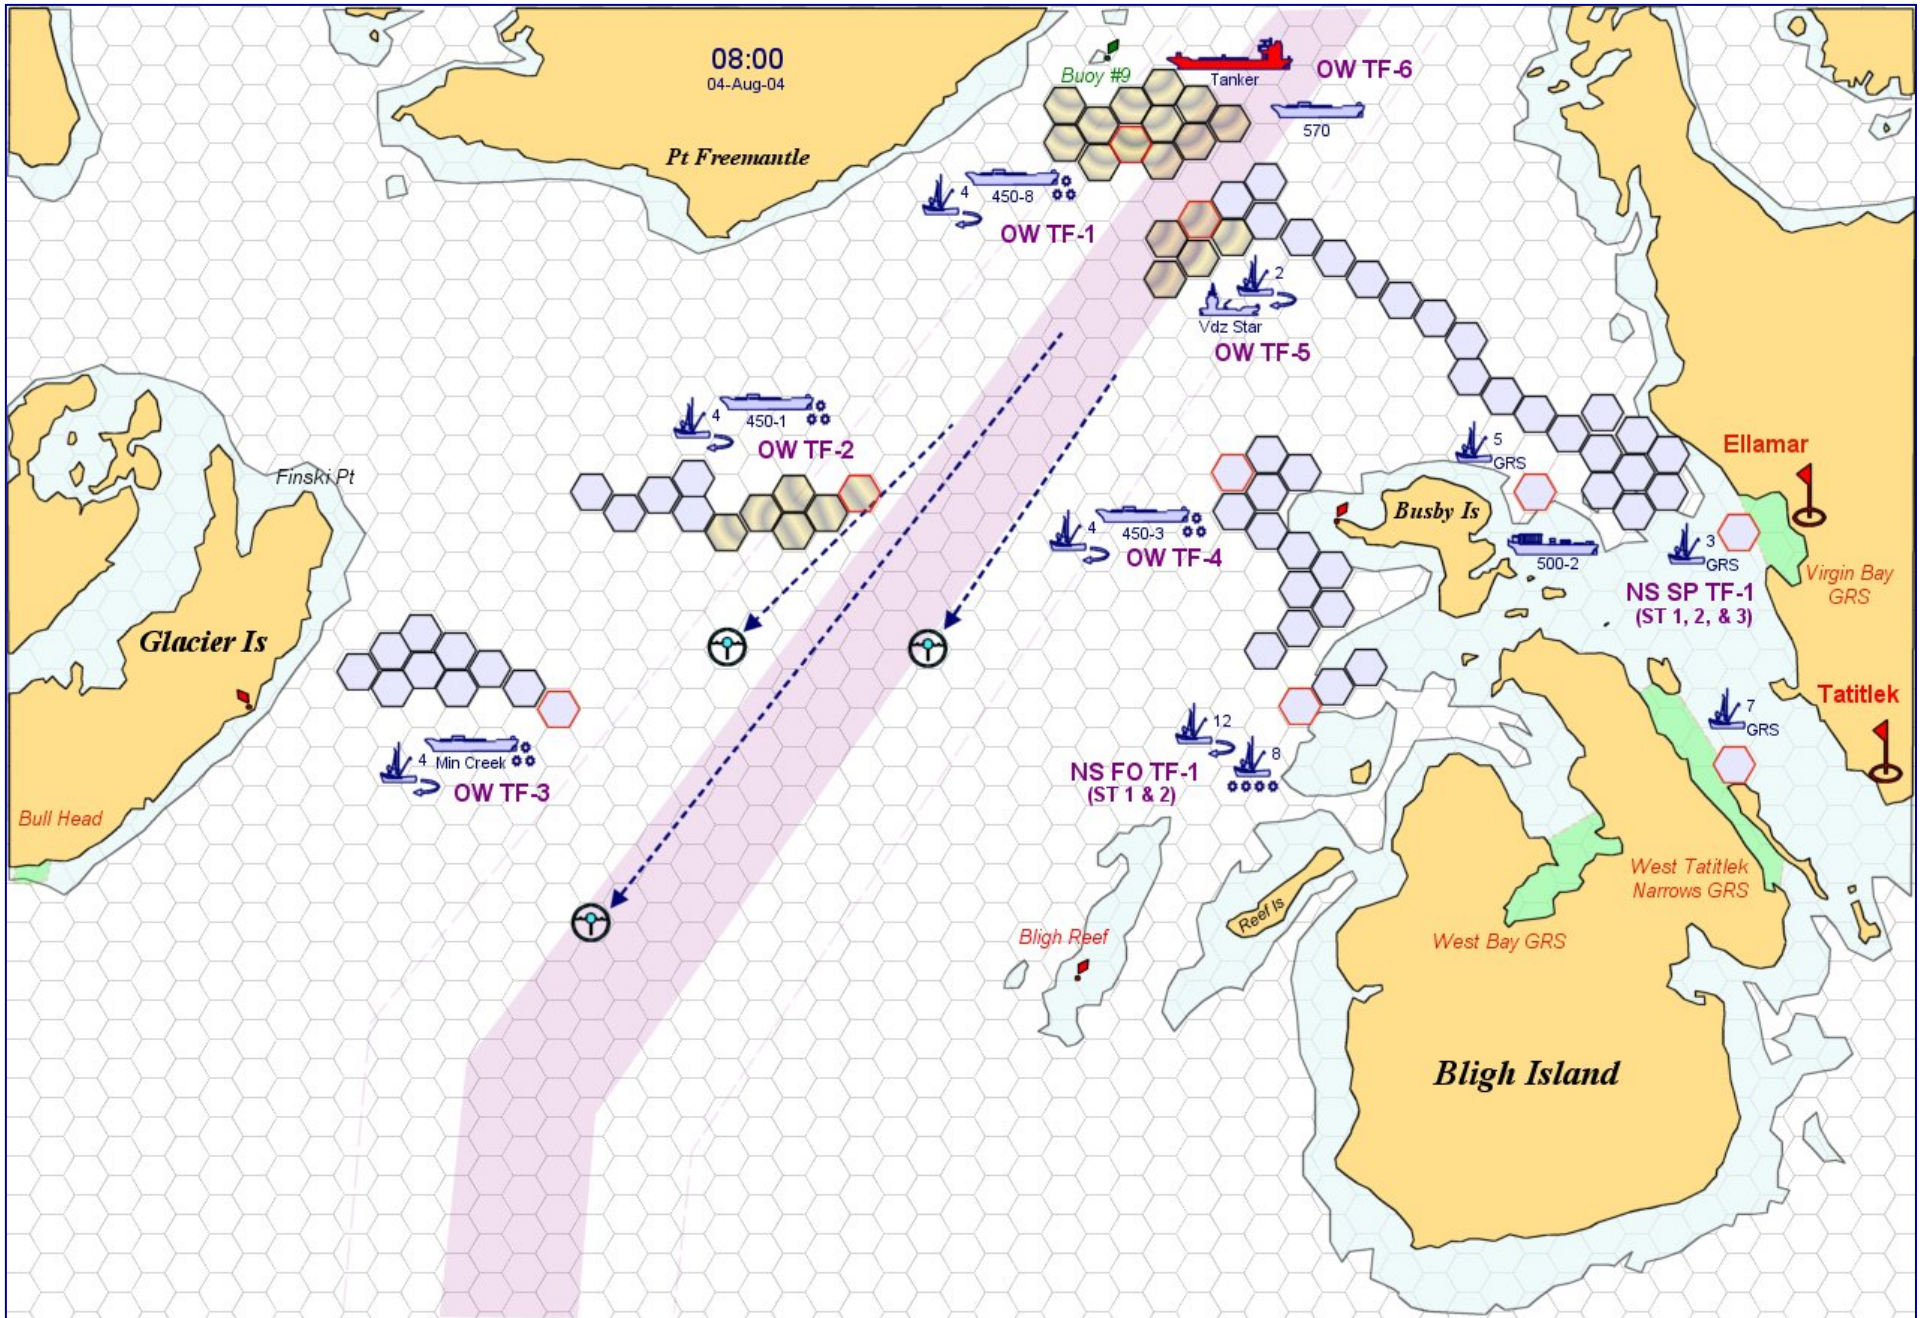 08:00
04-Aug-04
Buoy #9
Tanker
OW TF-6
570
Pt Freemantle
4
450-8
OW TF-1
2
Vdz Star
OW TF-5
4
450-1
OW TF-2
Finski Pt
5
GRS
Ellamar
Busby Is
4
450-3
OW TF-4
500-2
3
GRS
Virgin Bay
GRS
NS SP TF-1
(ST 1, 2, & 3)
Glacier Is
Tatitlek
7
GRS
12
8
NS FO TF-1
(ST 1 & 2)
4
Min Creek
OW TF-3
Bull Head
West Tatitlek
Narrows GRS
Reef Is
Bligh Reef
West Bay GRS
Bligh Island